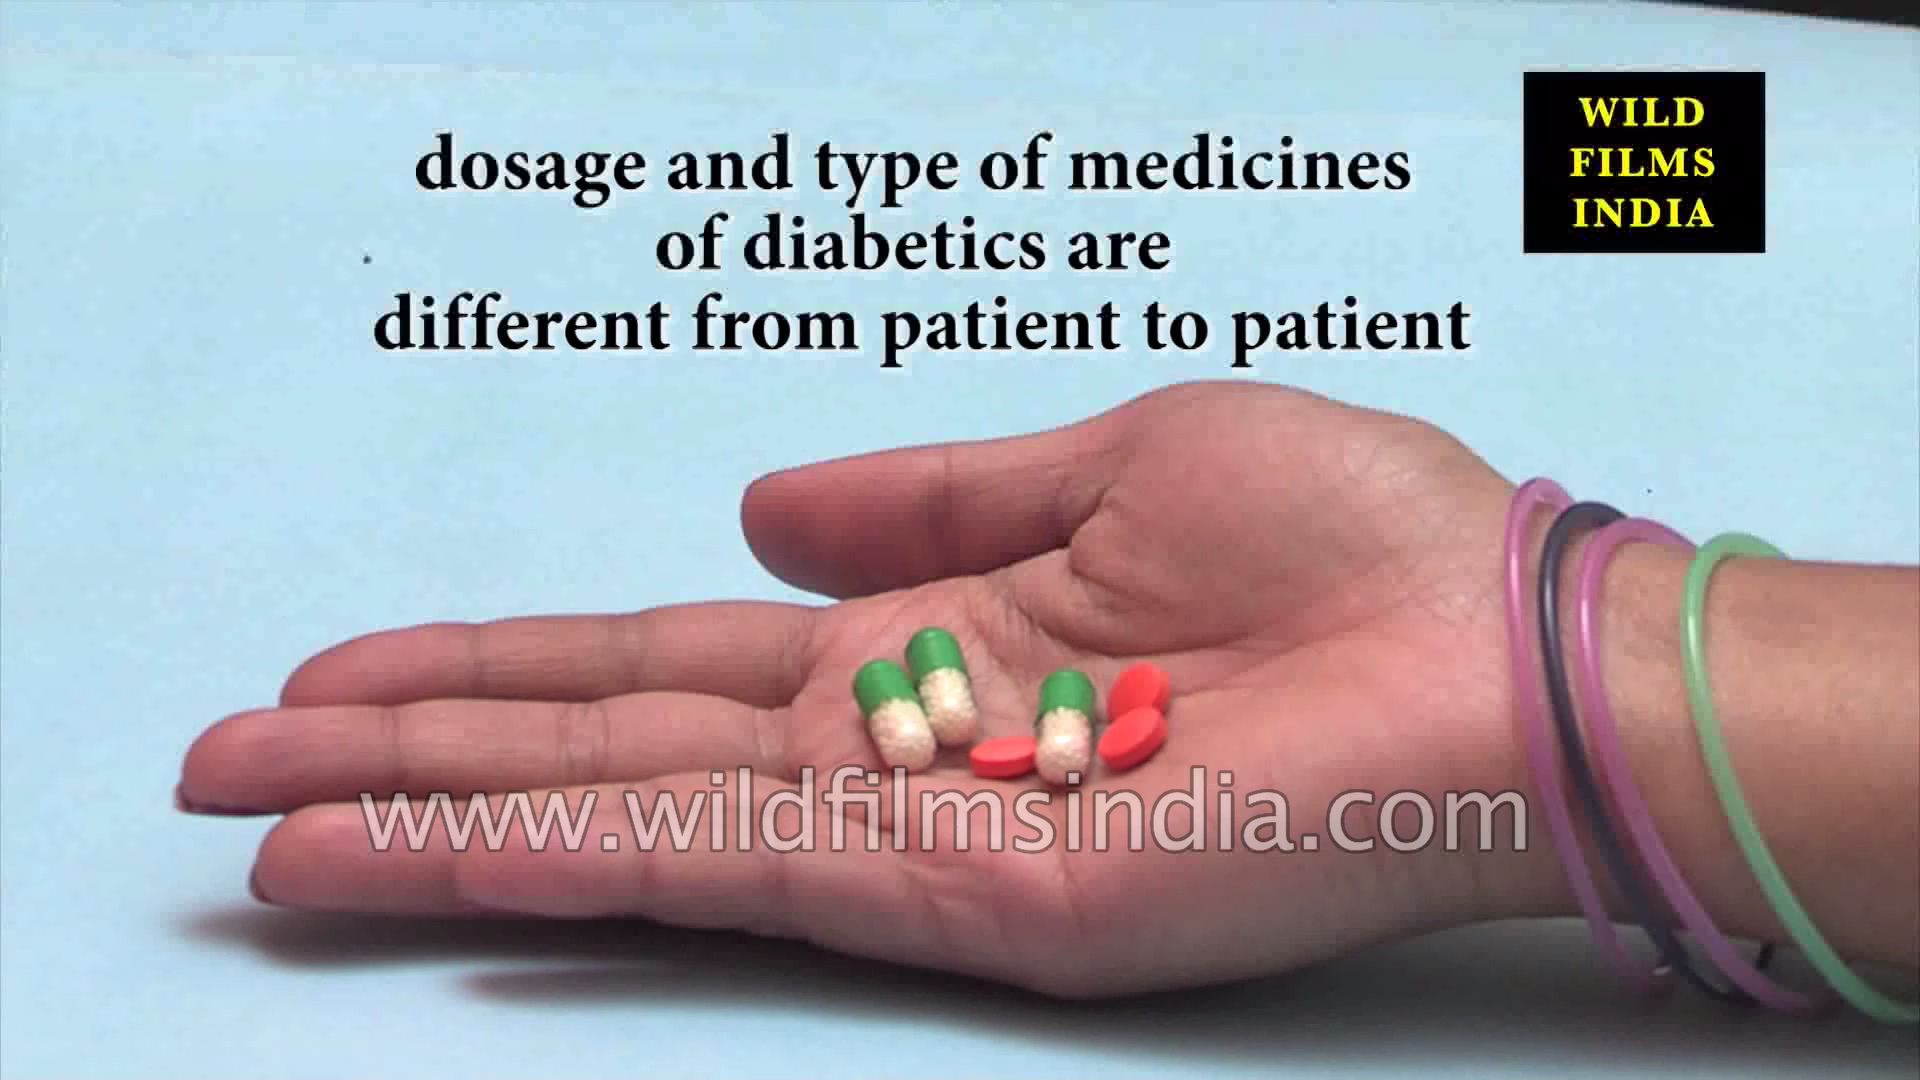 dosage and type of medicines
of diabetics are
different from patient to patient
WILD
FILMS
INDIA
www.wildfilmsindia.com